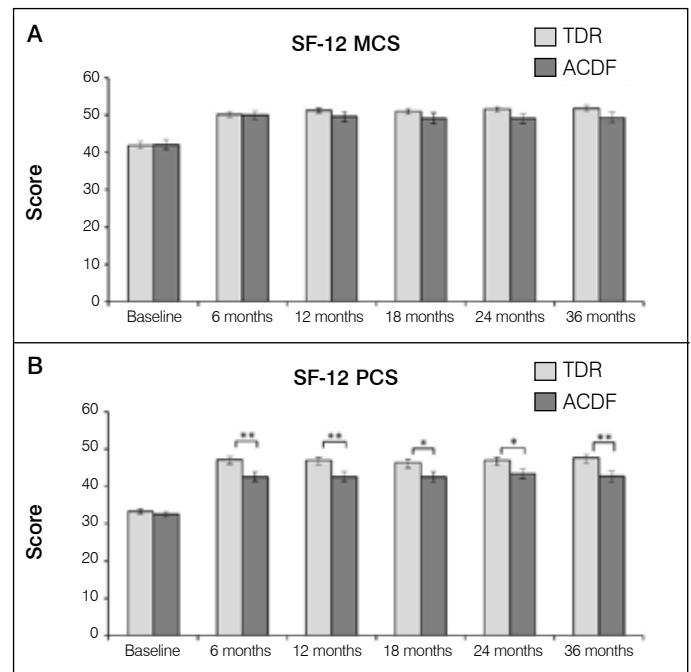 A
SF-12 MCS
TDR
ACDF
Score
60
50
40
30
20
10
0
Baseline 6 months 12 months 18 months 24 months 36 months
B
SF-12 PCS
TDR
ACDF
Score
60
50
40
30
20
10
0
** ** * * **
Baseline 6 months 12 months 18 months 24 months 36 months